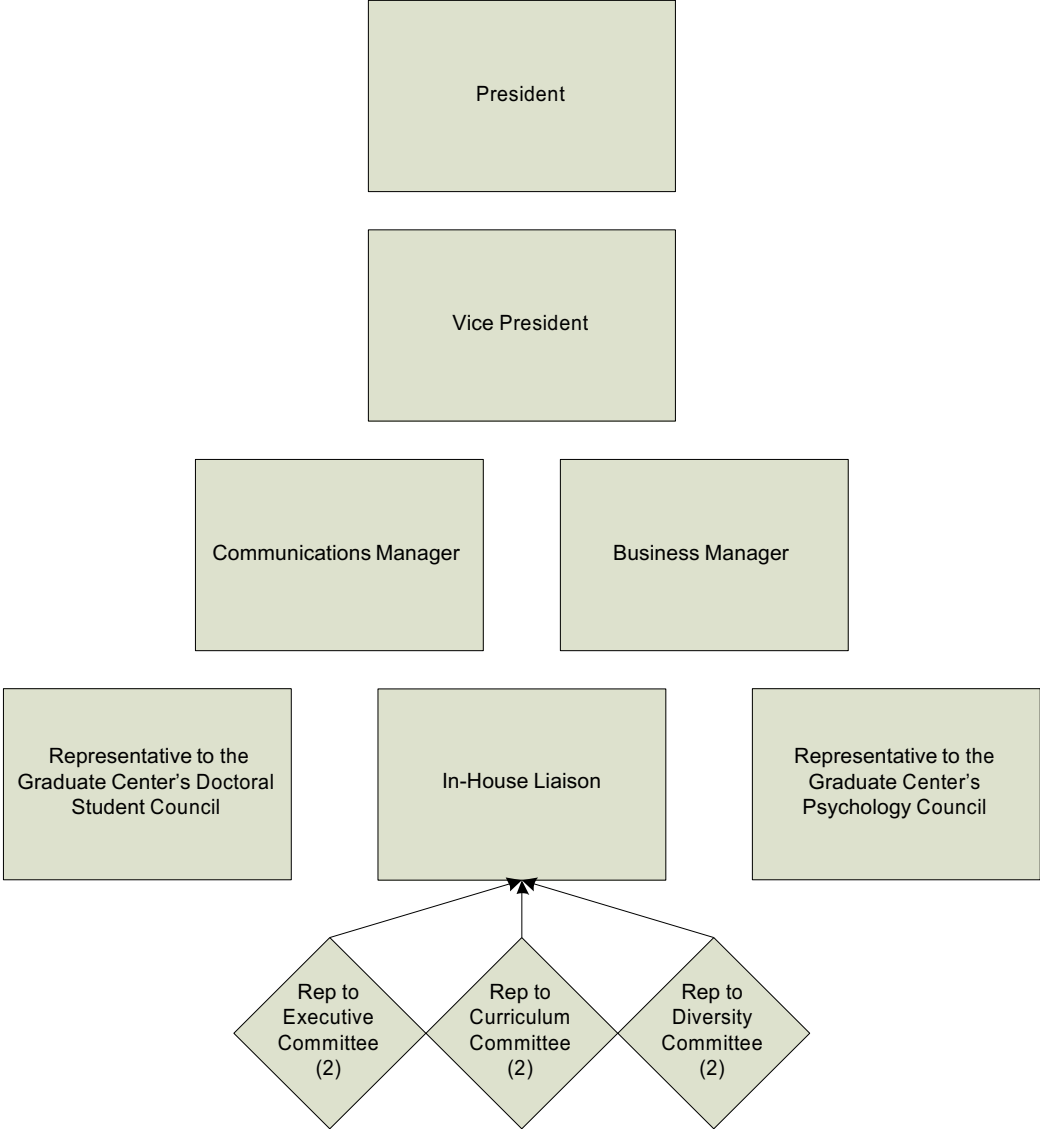 President
Vice President
Communications Manager
Business Manager
Representative to the
Graduate Center’s Doctoral
Student Council
In-House Liaison
Representative to the
Graduate Center’s
Psychology Council
Rep to
Executive
Committee
(2)
Rep to
Curriculum
Committee
(2)
Rep to
Diversity
Committee
(2)